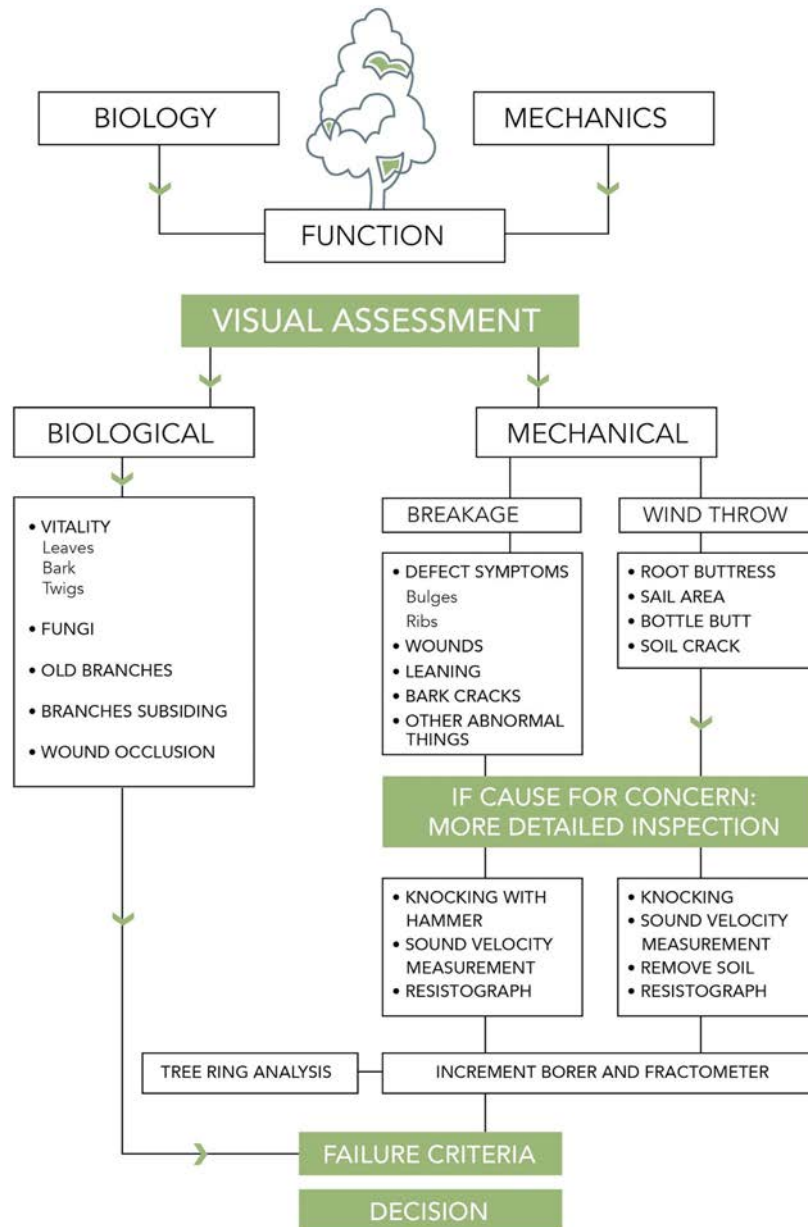 BIOLOGY
MECHANICS
FUNCTION
VISUAL ASSESSMENT
BIOLOGICAL
• VITALITY
Leaves
Bark
Twigs
• FUNGI
• OLD BRANCHES
• BRANCHES SUBSIDING
• WOUND OCCLUSION
MECHANICAL
BREAKAGE
• DEFECT SYMPTOMS
Bulges
Ribs
• WOUNDS
• LEANING
• BARK CRACKS
• OTHER ABNORMAL
THINGS
WIND THROW
• ROOT BUTTRESS
• SAIL AREA
• BOTTLE BUTT
• SOIL CRACK
IF CAUSE FOR CONCERN:
MORE DETAILED INSPECTION
• KNOCKING WITH
HAMMER
• SOUND VELOCITY
MEASUREMENT
• RESISTOGRAPH
• KNOCKING
• SOUND VELOCITY
MEASUREMENT
• REMOVE SOIL
• RESISTOGRAPH
TREE RING ANALYSIS
INCREMENT BORER AND FRACTOMETER
FAILURE CRITERIA
DECISION